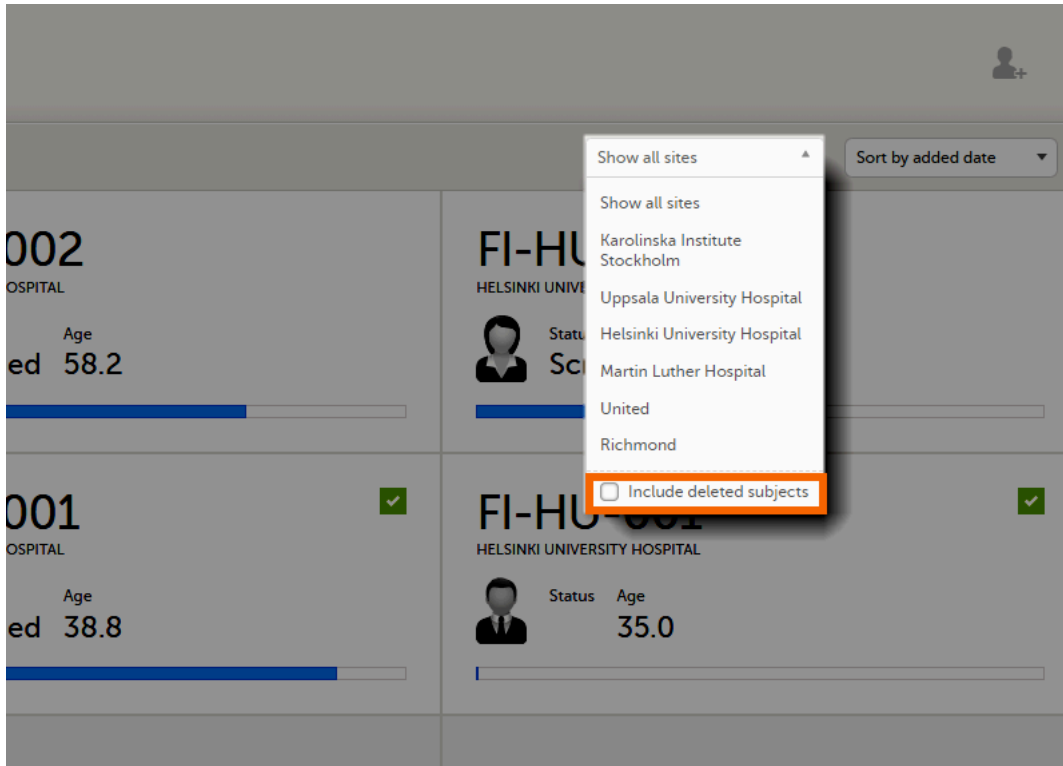 Show all sites
Sort by added date
Show all sites
Karolinska Institute
Stockholm
Uppsala University Hospital
Helsinki University Hospital
Martin Luther Hospital
United
Richmond
Include deleted subjects
002
OSPITAL
Age
ed 58.2
FI-HU
HELSINKI UNIVE
Statu
Sc
001
OSPITAL
Age
ed 38.8
FI-HU-001
HELSINKI UNIVERSITY HOSPITAL
Status Age
35.0